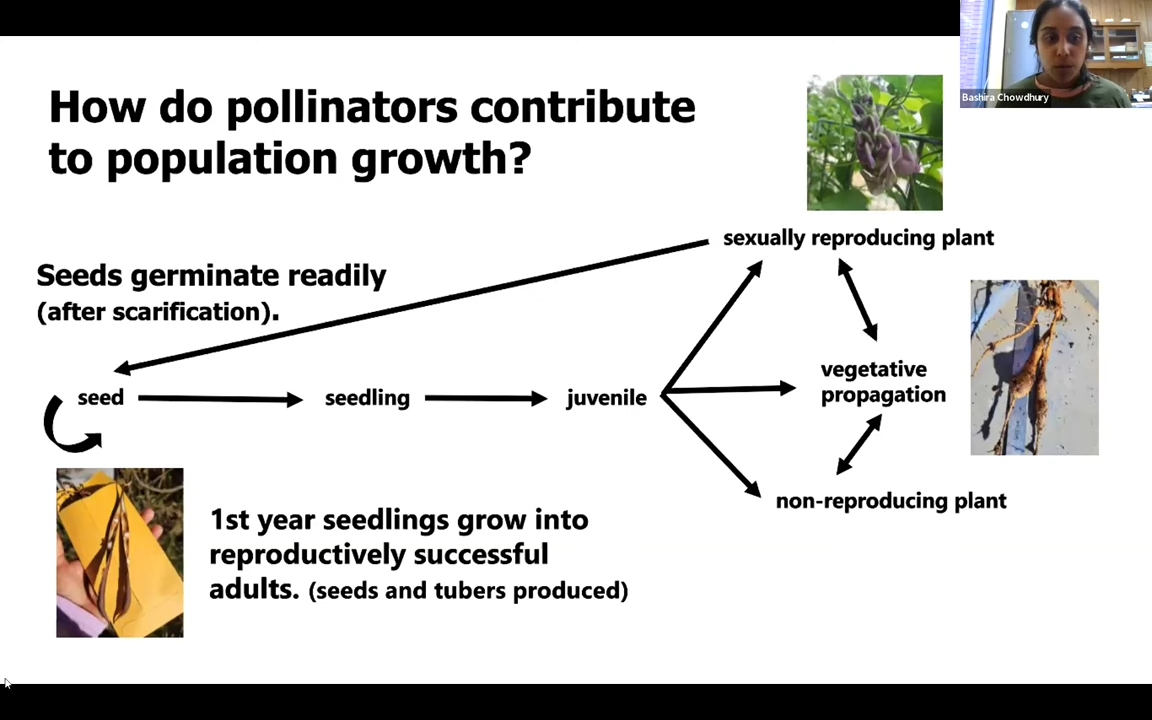 Bashira Chowdhury
How do pollinators contribute
to population growth?
sexually reproducing plant
Seeds germinate readily
(after scarification).
vegetative
propagation
seed
seedling
juvenile
non-reproducing plant
1st year seedlings grow into
reproductively successful
adults. (seeds and tubers produced)